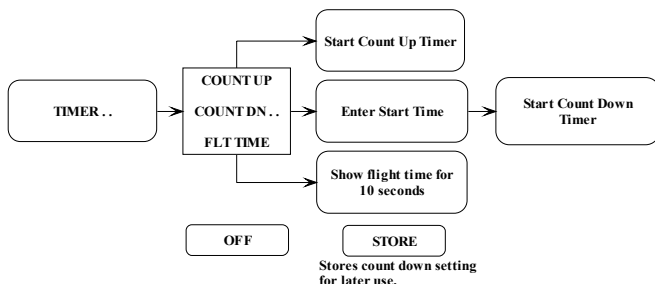 Start Count Up Timer
COUNT UP
TIMER . .
COUNT DN . .
Enter Start Time
Start Count Down
Timer
FLT TIME
Show flight time for
10 seconds
OFF
STORE
Stores count down setting
for later use.